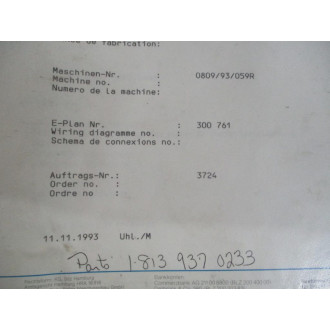 de fabrication:
Maschinen-Nr. : 0809/93/059R
Machine no. :
Numero de la machine:
E-Plan Nr. : 300 761
Wiring diagramme no.:
Schema de connexions no.:
Auftrags-Nr.: 3724
Order no. :
Ordre no :
11.11.1993 Uhl./M
Parts 1-813 937 0233